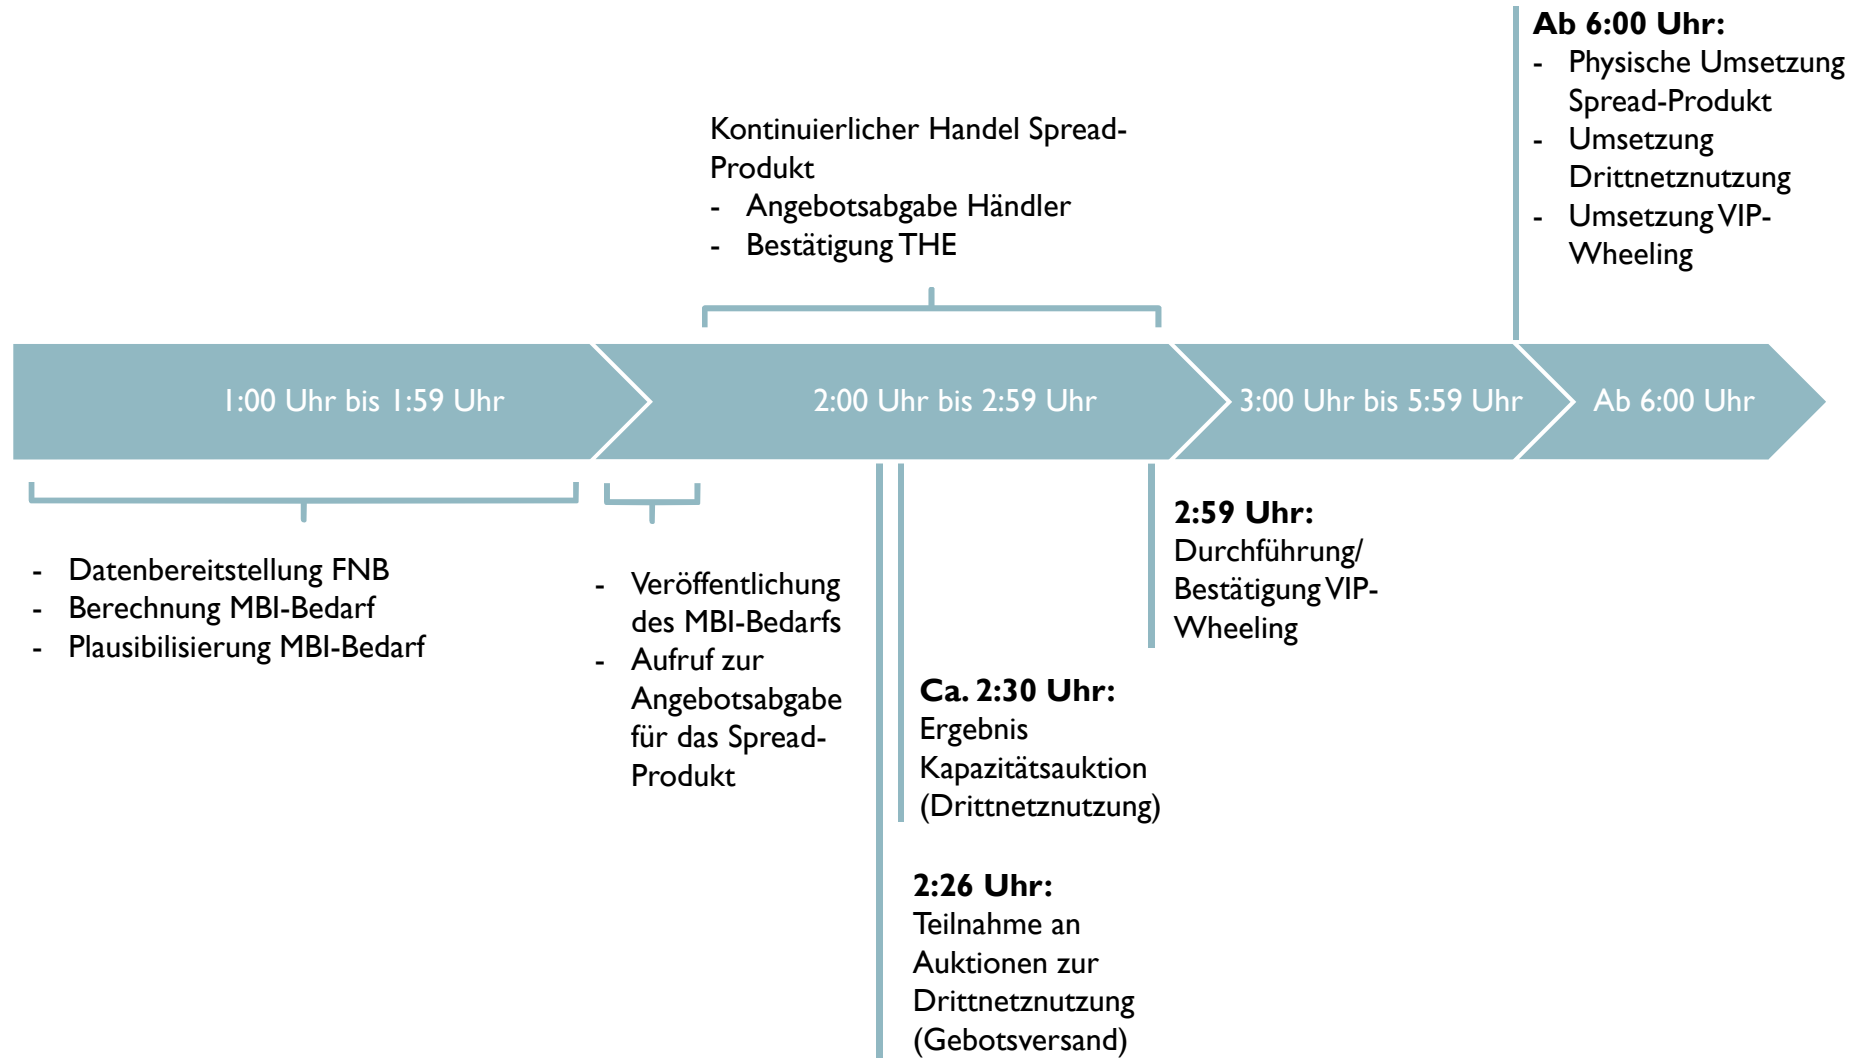 Ab 6:00 Uhr:
- Physische Umsetzung
Spread-Produkt
- Umsetzung
Drittnetznutzung
- Umsetzung VIP-
Wheeling
Kontinuierlicher Handel Spread-
Produkt
- Angebotsabgabe Händler
- Bestätigung THE
1:00 Uhr bis 1:59 Uhr
2:00 Uhr bis 2:59 Uhr
3:00 Uhr bis 5:59 Uhr
Ab 6:00 Uhr
- Datenbereitstellung FNB
- Berechnung MBI-Bedarf
- Plausibilisierung MBI-Bedarf
- Veröffentlichung
des MBI-Bedarfs
- Aufruf zur
Angebotsabgabe
für das Spread-
Produkt
2:59 Uhr:
Durchführung/
Bestätigung VIP-
Wheeling
Ca. 2:30 Uhr:
Ergebnis
Kapazitätsauktion
(Drittnetznutzung)
2:26 Uhr:
Teilnahme an
Auktionen zur
Drittnetznutzung
(Gebotsversand)